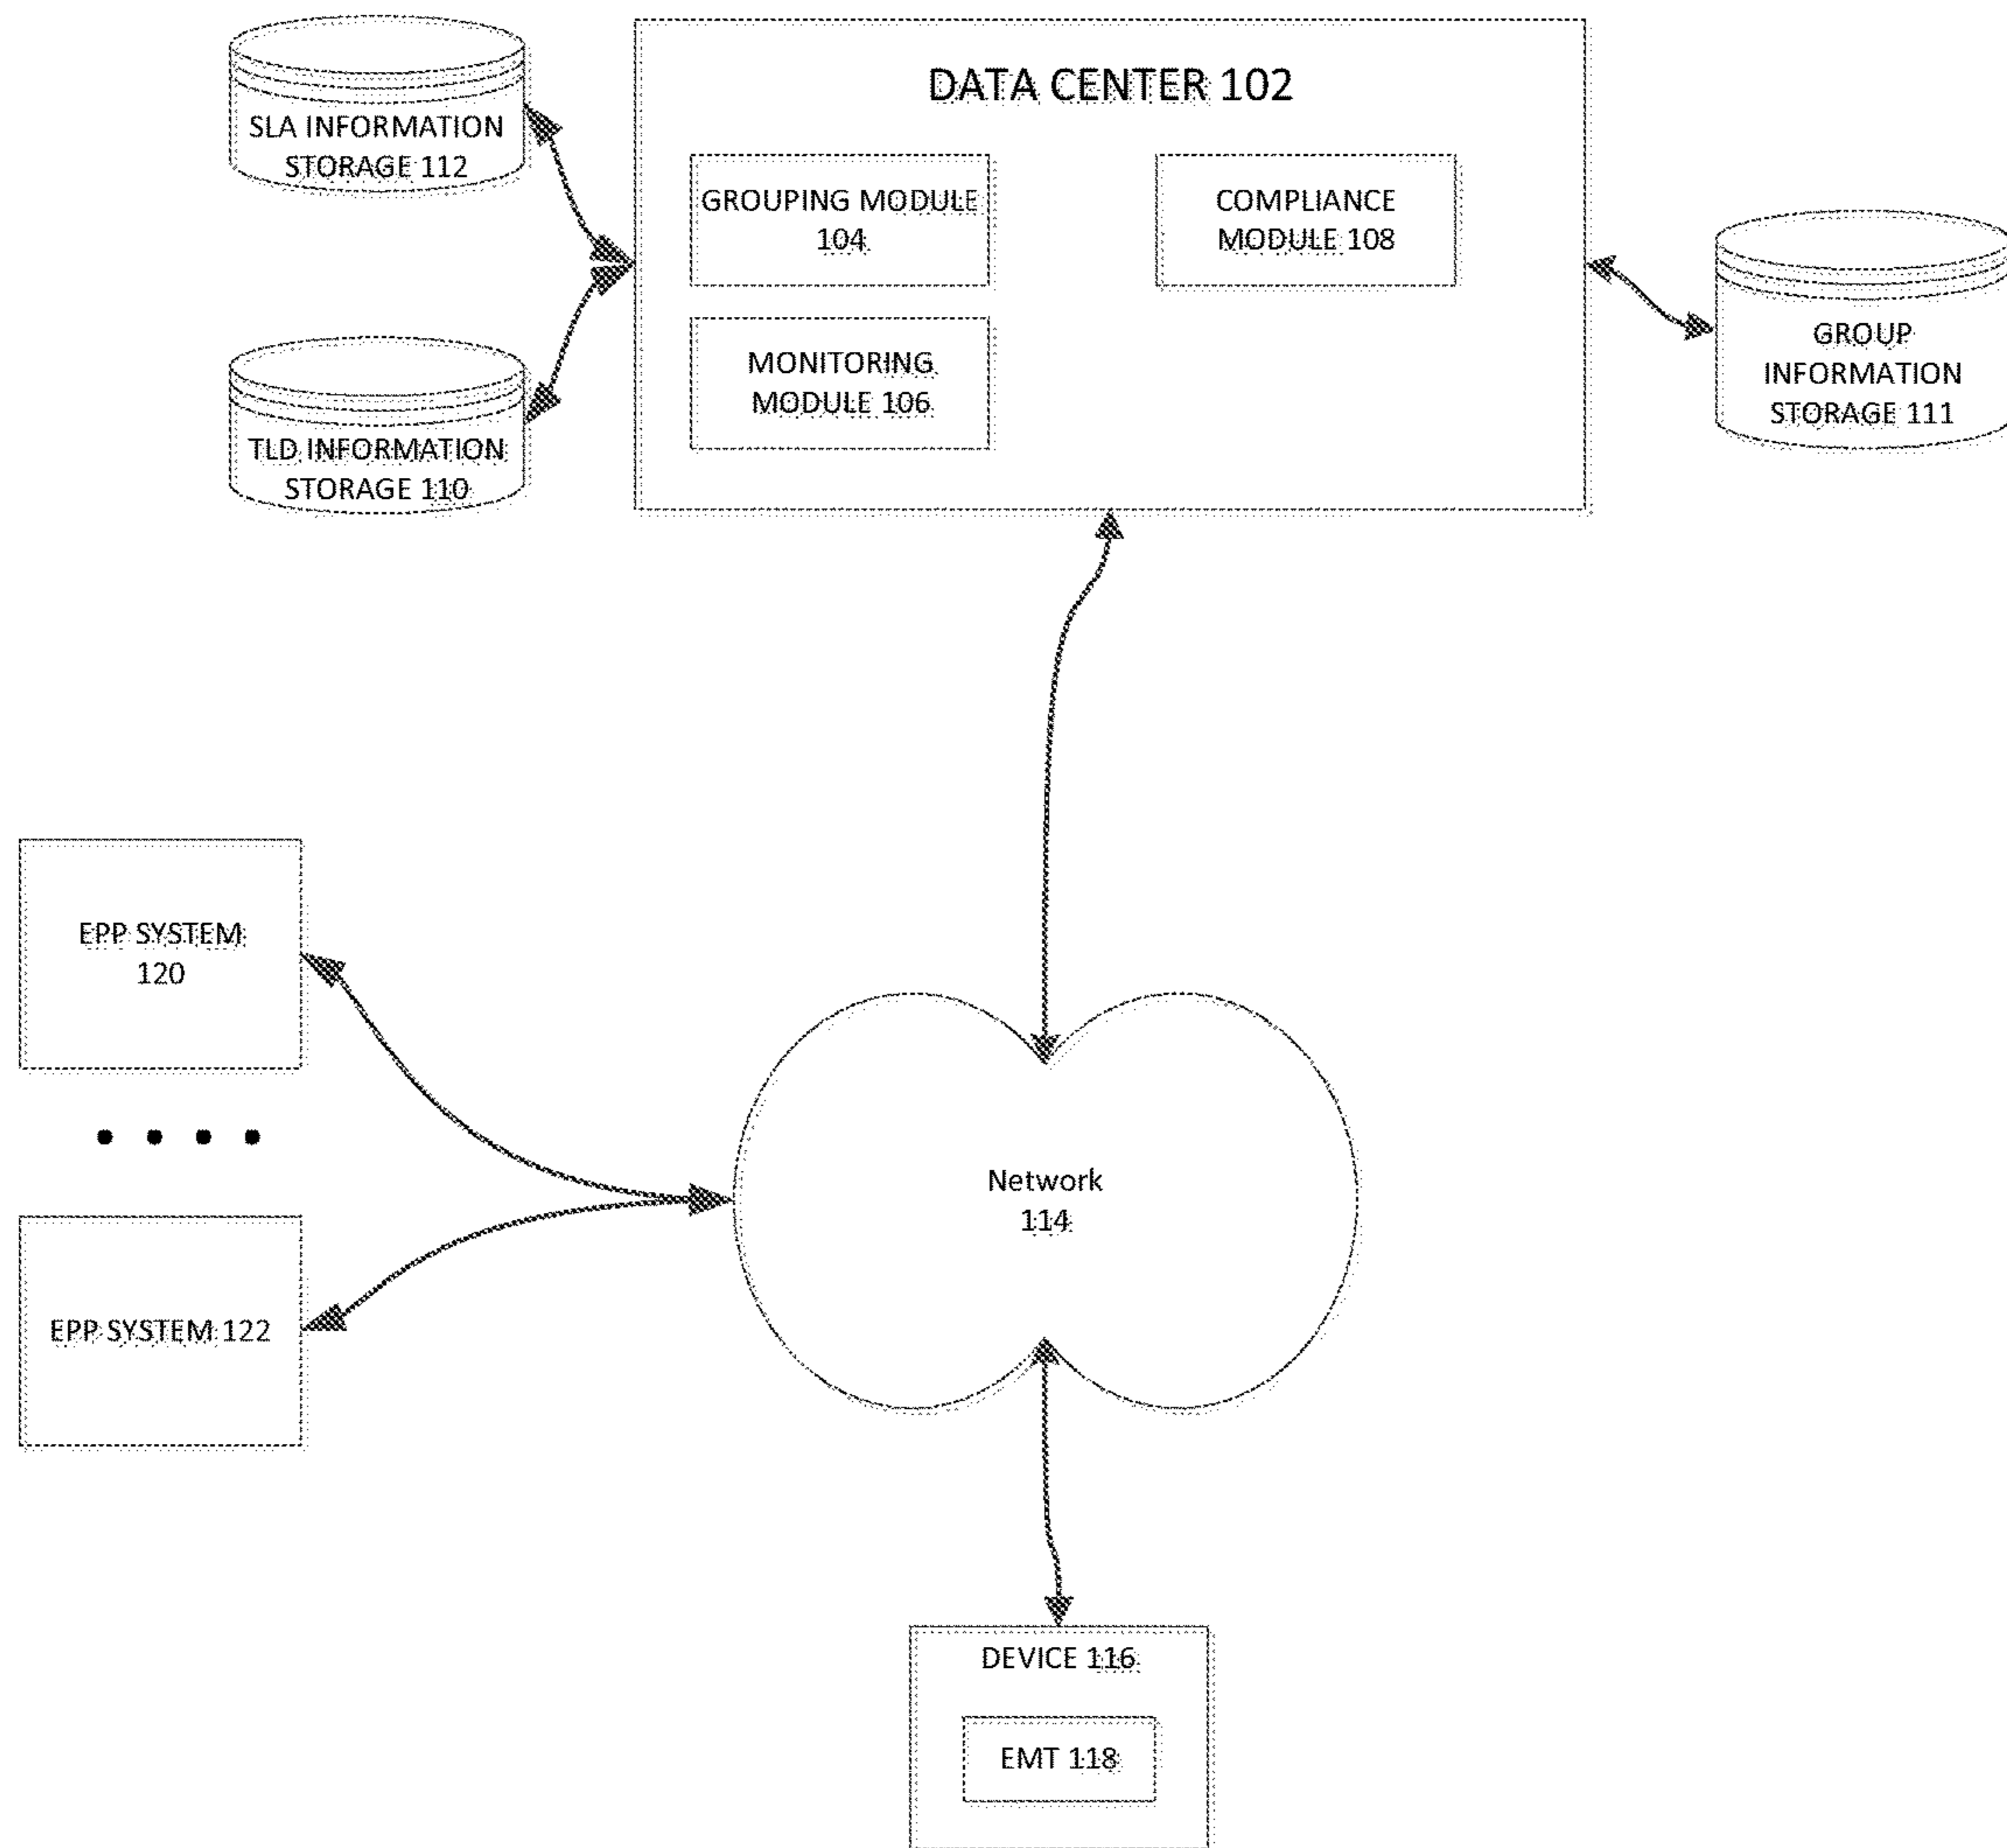 DATA CENTER 102
SLA INFORMATION
STORAGE 112
GROUPING MODULE
104
COMPLIANCE
MODULE 108
MONITORING
MODULE 106
GROUP
INFORMATION
STORAGE 111
TLD INFORMATION
STORAGE 110
EPP SYSTEM
120
EPP SYSTEM 122
Network
114
DEVICE 116
EMT 118